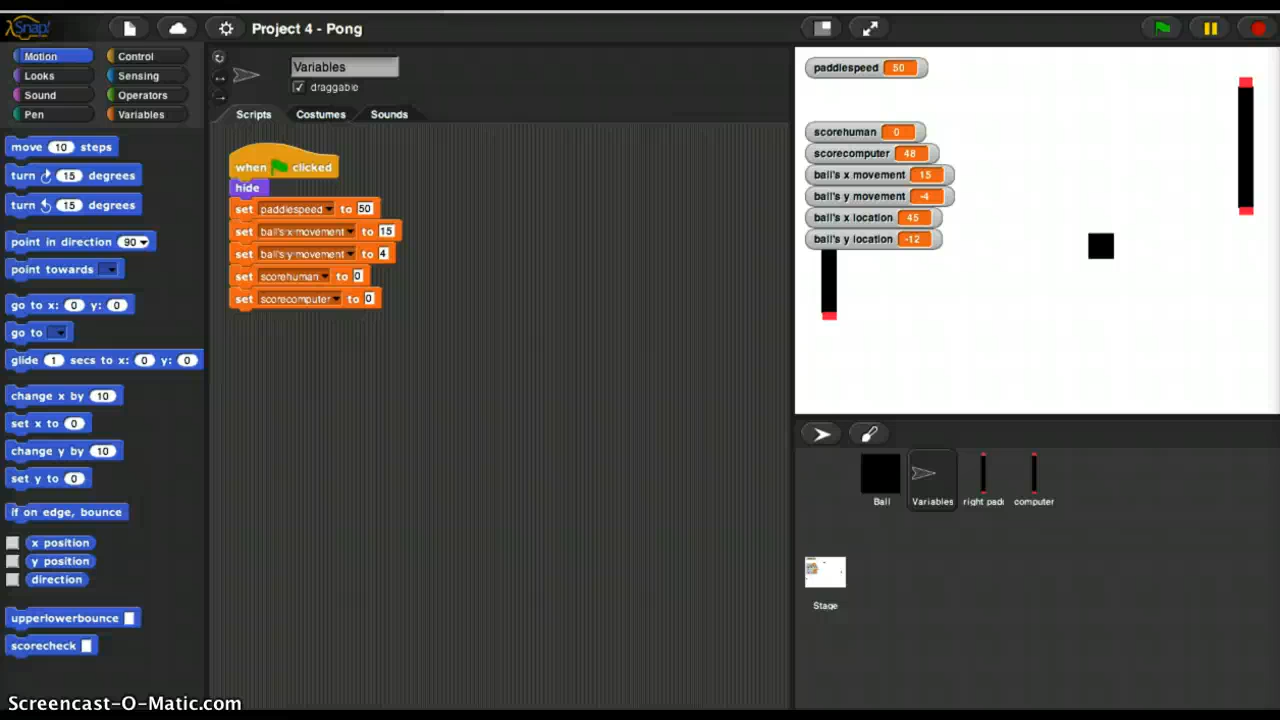 Snap!
Project 4 - Pong
Motion
Control
Looks
Sensing
Sound
Operators
Pen
Variables
move 10 steps
turn 15 degrees
turn 15 degrees
point in direction 90
point towards
go to x: 0 y: 0
go to
glide 1 secs to x: 0 y: 0
change x by 10
set x to 0
change y by 10
set y to 0
if on edge, bounce
x position
y position
direction
upperlowerbounce
scorecheck
Variables
draggable
Scripts Costumes Sounds
when clicked
hide
set paddlespeed to 50
set ball's x movement to 15
set ball's y movement to 4
set scorehuman to 0
set scorecomputer to 0
paddlespeed 50
scorehuman 0
scorecomputer 48
ball's x movement 15
ball's y movement -4
ball's x location 45
ball's y location -12
Ball
Variables
right pad
computer
Stage
Screencast-O-Matic.com